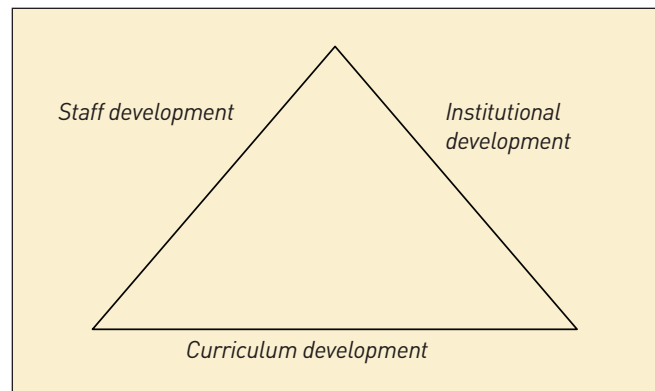 Staff development
Institutional
development
Curriculum development